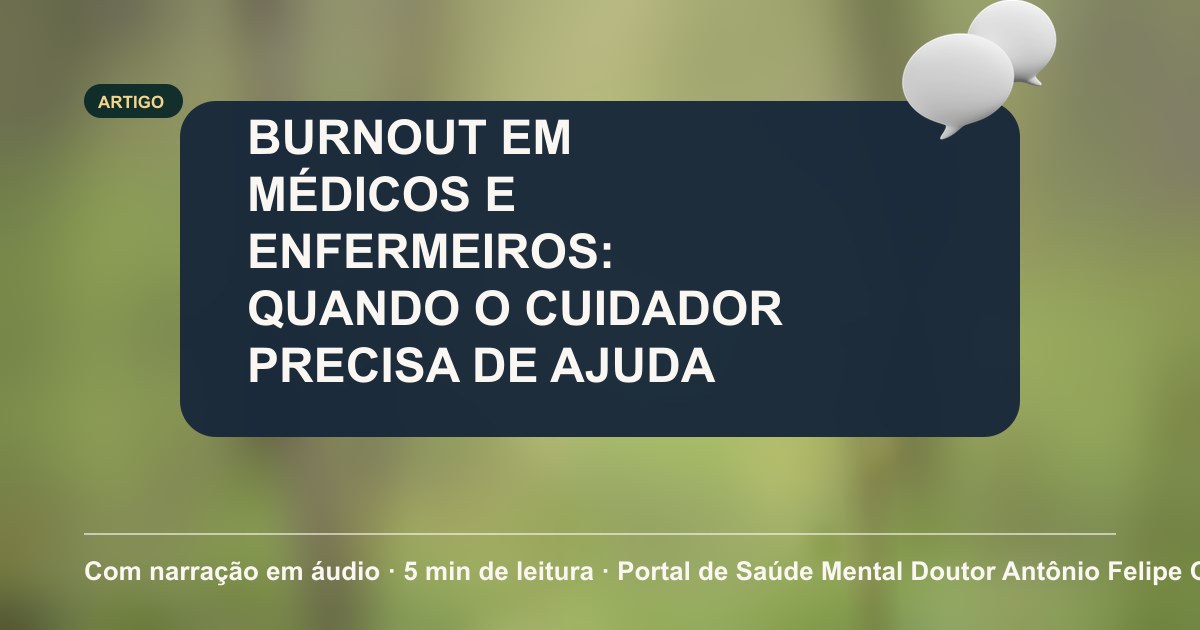 ARTIGO
BURNOUT EM
MÉDICOS E
ENFERMEIROS:
QUANDO O CUIDADOR
PRECISA DE AJUDA
Com narração em áudio · 5 min de leitura · Portal de Saúde Mental Doutor Antônio Felipe